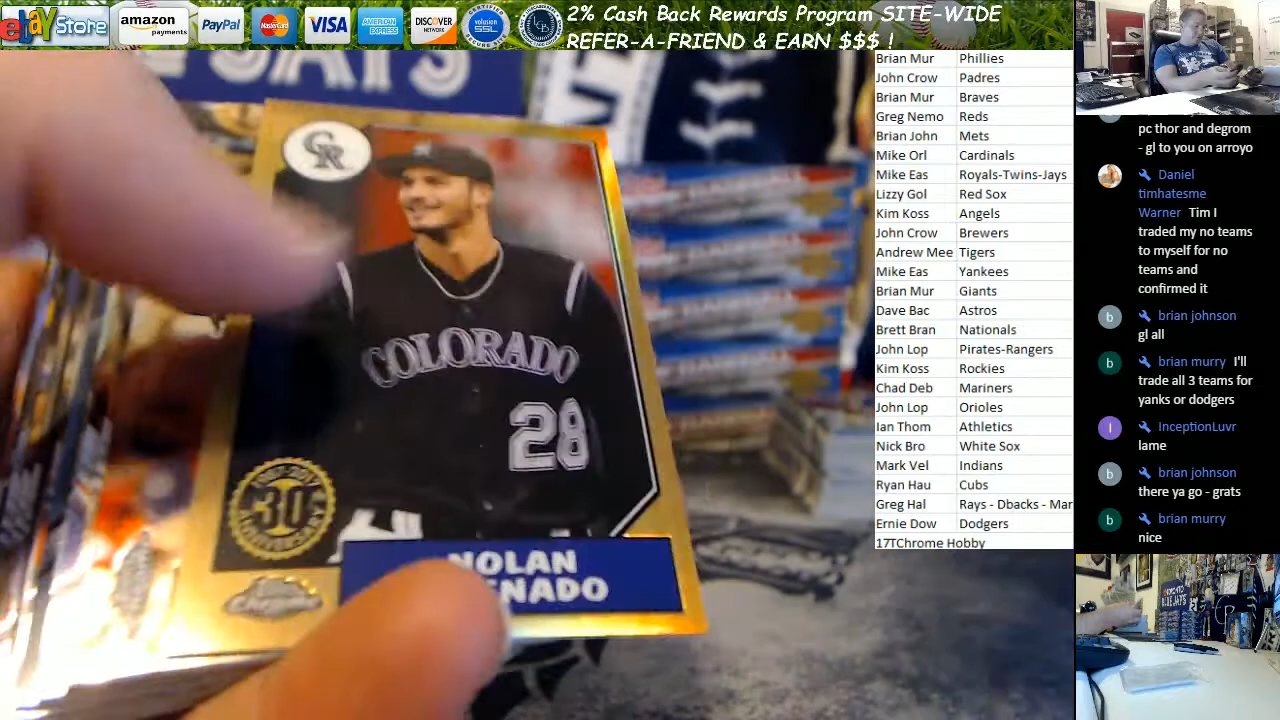 ebay Store
amazon
payments
PayPal
MasterCard
VISA
AMERICAN
EXPRESS
DISCOVER
NETWORK
volusion
SSL
2% Cash Back Rewards Program SITE-WIDE
REFER-A-FRIEND & EARN $$$ !
JAYS
CR
COLORADO
28
30
ANNIVERSARY
Chrome
NOLAN
ENADO
Brian Mur Phillies
John Crow Padres
Brian Mur Braves
Greg Nemo Reds
Brian John Mets
Mike Orl Cardinals
Mike Eas Royals-Twins-Jays
Lizzy Gol Red Sox
Kim Koss Angels
John Crow Brewers
Andrew Mee Tigers
Mike Eas Yankees
Brian Mur Giants
Dave Bac Astros
Brett Bran Nationals
John Lop Pirates-Rangers
Kim Koss Rockies
Chad Deb Mariners
John Lop Orioles
Ian Thom Athletics
Nick Bro White Sox
Mark Vel Indians
Ryan Hau Cubs
Greg Hal Rays - Dbacks - Mar
Ernie Dow Dodgers
17TChrome Hobby
pc thor and degrom
- gl to you on arroyo
Daniel
timhatesme
Warner Tim I
traded my no teams
to myself for no
teams and
confirmed it
b brian johnson
gl all
b brian murry I'll
trade all 3 teams for
yanks or dodgers
I InceptionLuvr
lame
b brian johnson
there ya go - grats
b brian murry
nice